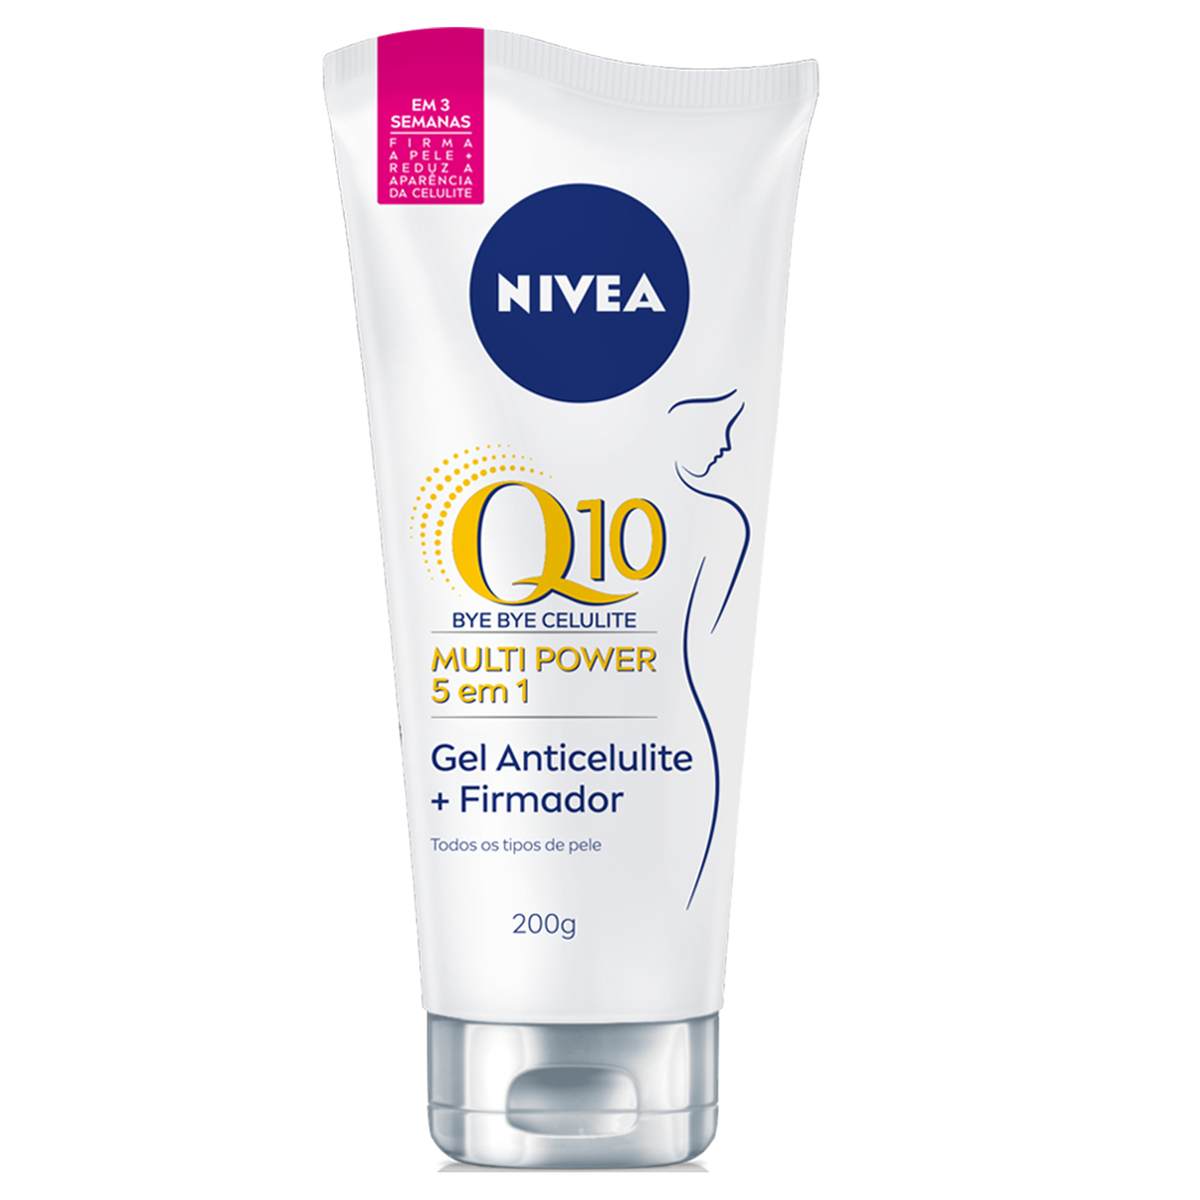 EM 3
SEMANAS
FIRMA
A PELE +
REDUZ A
APARÊNCIA
DA CELULITE
NIVEA
Q10
BYE BYE CELULITE
MULTI POWER
5 em 1
Gel Anticelulite
+ Firmador
Todos os tipos de pele
200g